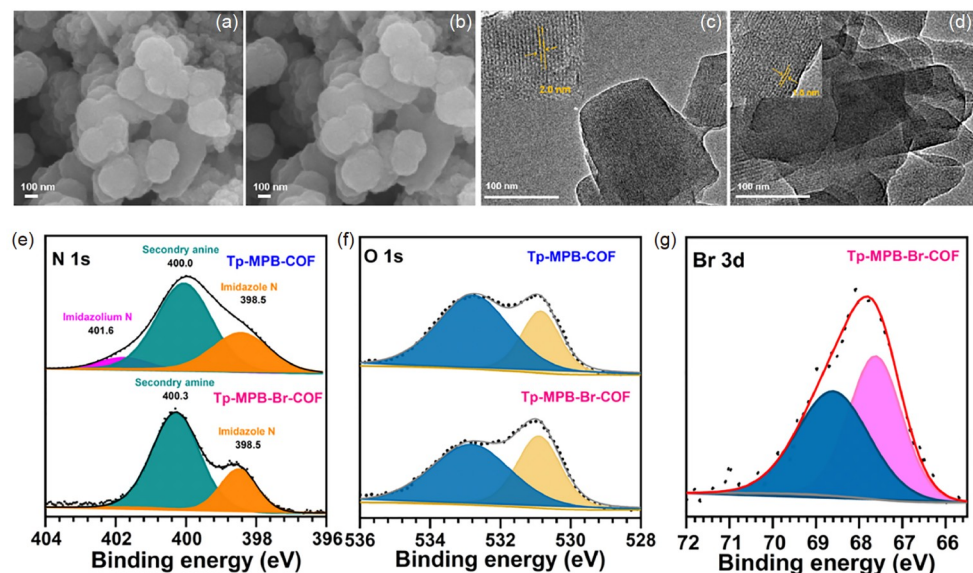 (a)
100 nm
(b)
100 nm
(c)
2.0 nm
100 nm
(d)
100 nm
(e)
N 1s
Secondry anine
400.0
Tp-MPB-COF
Imidazolium N
401.6
Imidazole N
398.5
Secondry amine
400.3
Tp-MPB-Br-COF
Imidazole N
398.5
404 402 400 398 396
Binding energy (eV)
(f)
O 1s
Tp-MPB-COF
Tp-MPB-Br-COF
536 534 532 530 528
Binding energy (eV)
(g)
Br 3d
Tp-MPB-Br-COF
72 71 70 69 68 67 66
Binding energy (eV)